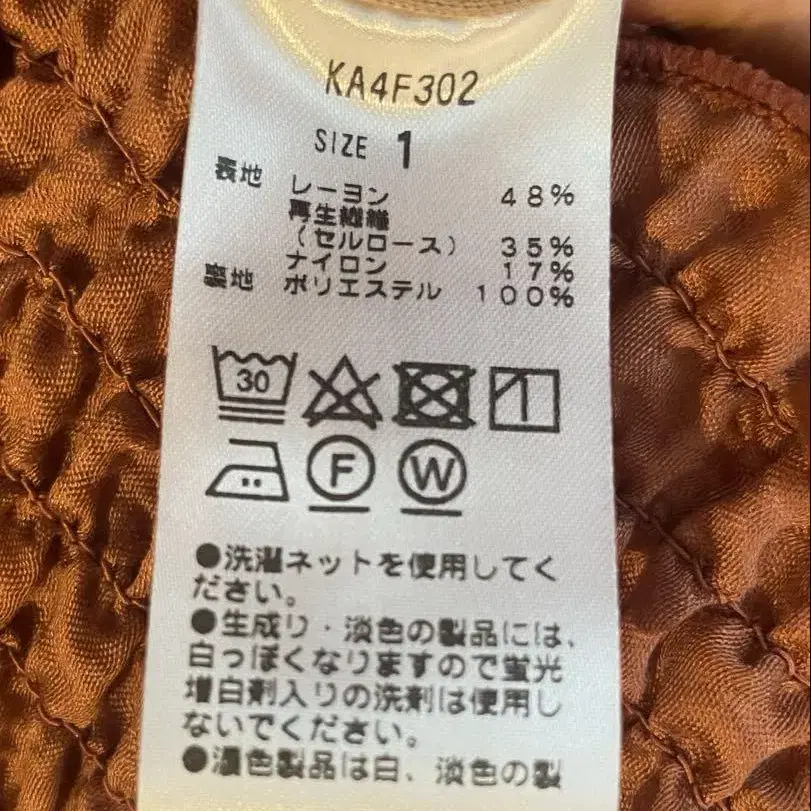 KA4F302
SIZE 1
表地 レーヨン 48%
再生繊維
(セルロース) 35%
ナイロン 17%
裏地 ポリエステル 100%
30
F W
●洗濯ネットを使用してく
ださい。
●生成り・淡色の製品には、
白っぽくなりますので蛍光
増白剤入りの洗剤は使用し
ないでください。
●濃色製品は白、淡色の製